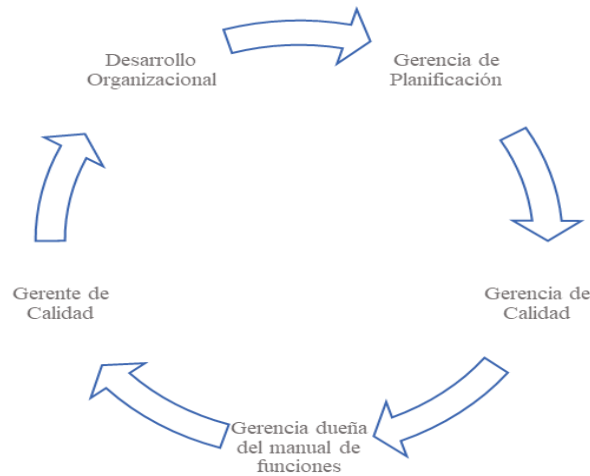 Desarrollo
Organizacional
Gerencia de
Planificación
Gerencia de
Calidad
Gerencia dueña
del manual de
funciones
Gerente de
Calidad